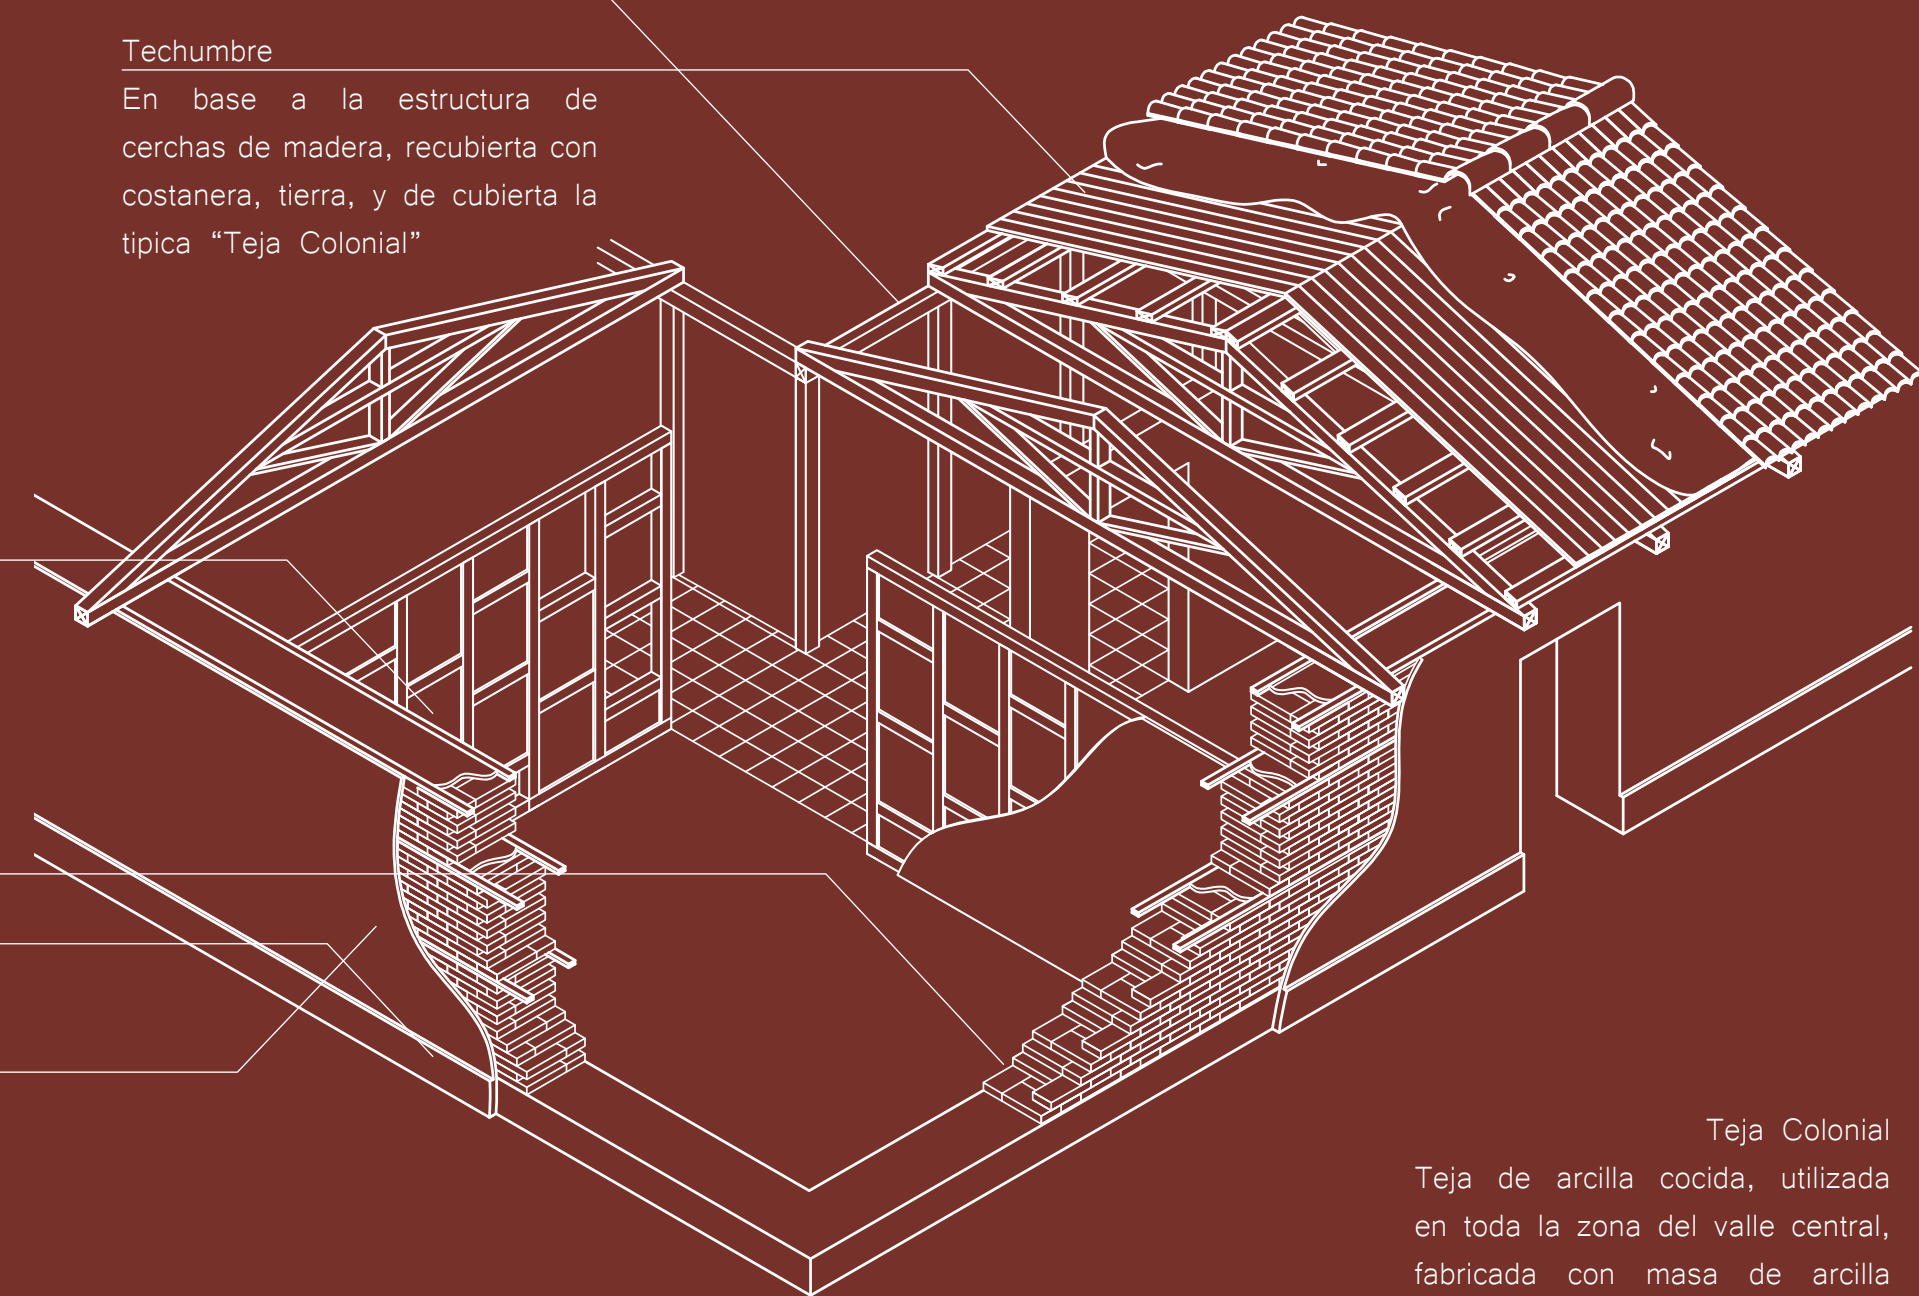 Techumbre
En base a la estructura de
cerchas de madera, recubierta con
costanera, tierra, y de cubierta la
tipica “Teja Colonial”
Teja Colonial
Teja de arcilla cocida, utilizada
en toda la zona del valle central,
fabricada con masa de arcilla